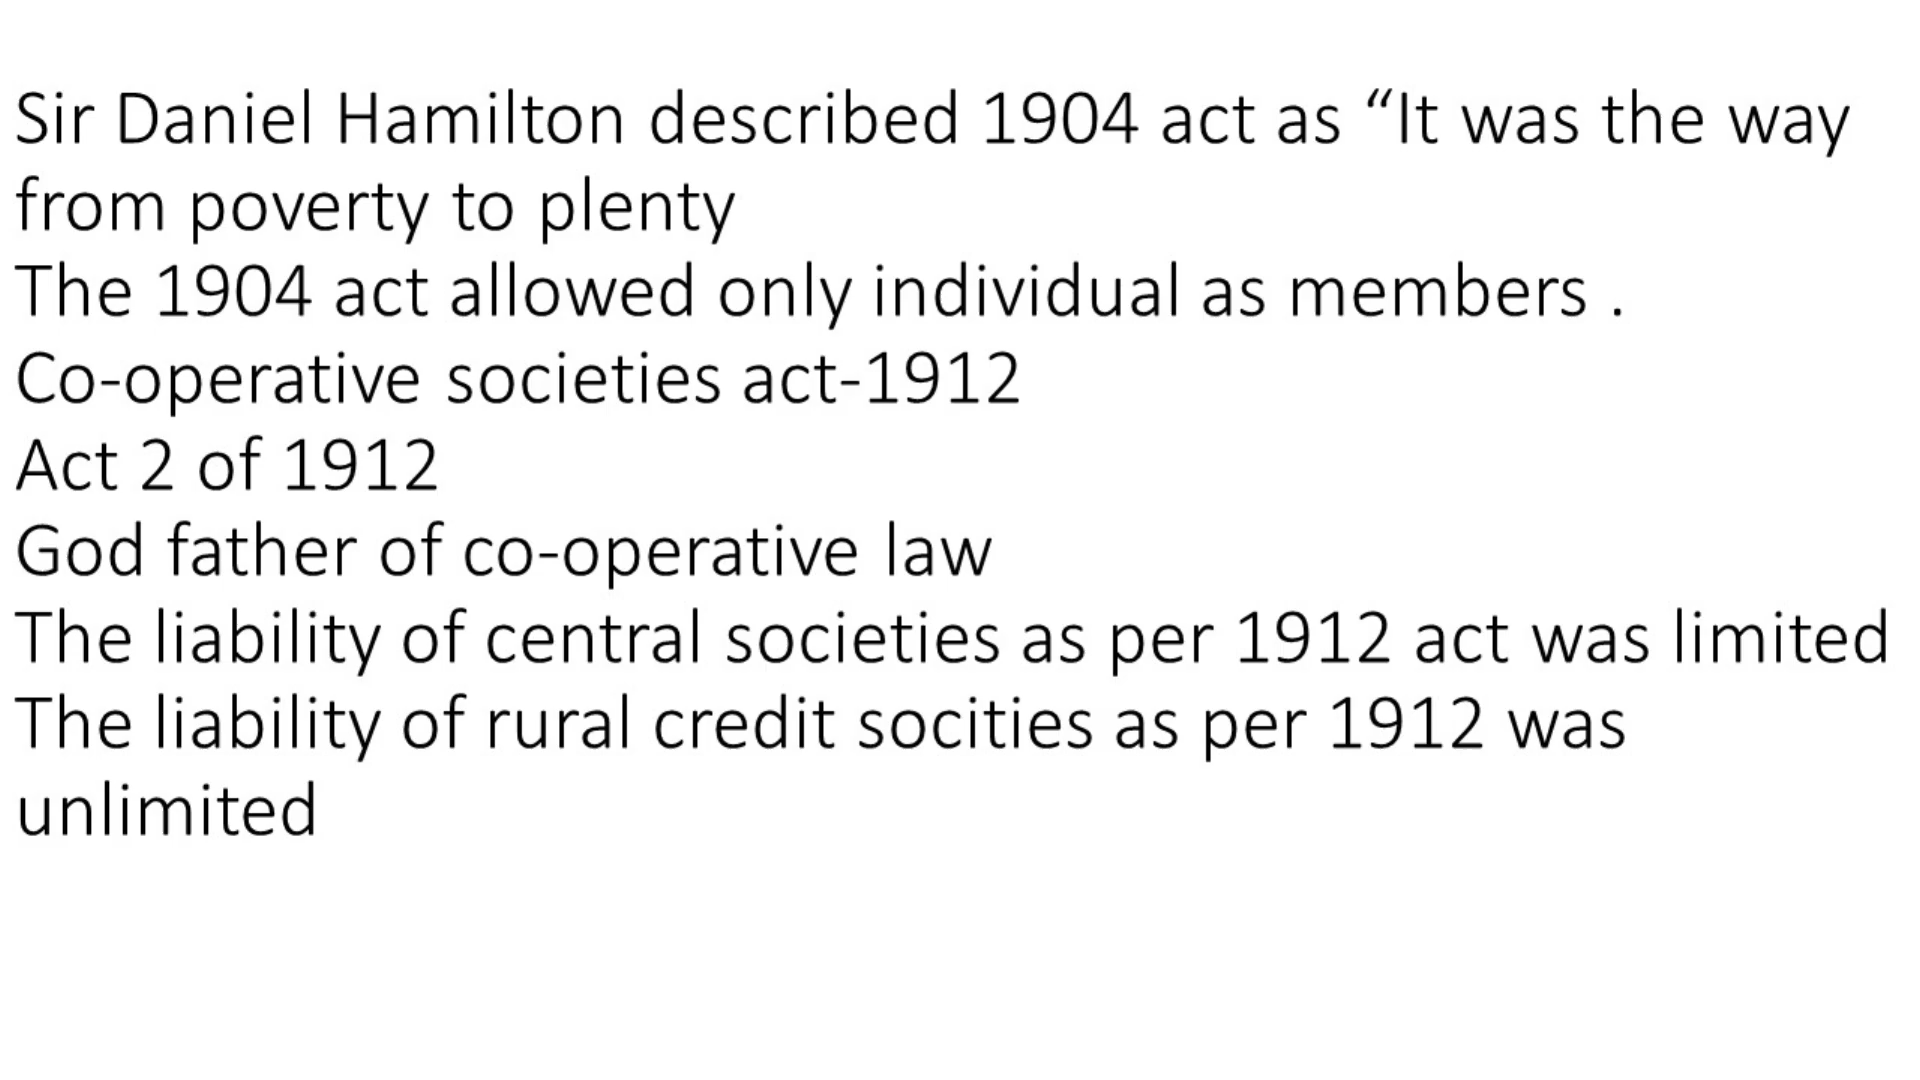 Sir Daniel Hamilton described 1904 act as “It was the way
from poverty to plenty
The 1904 act allowed only individual as members .
Co-operative societies act-1912
Act 2 of 1912
God father of co-operative law
The liability of central societies as per 1912 act was limited
The liability of rural credit socities as per 1912 was
unlimited